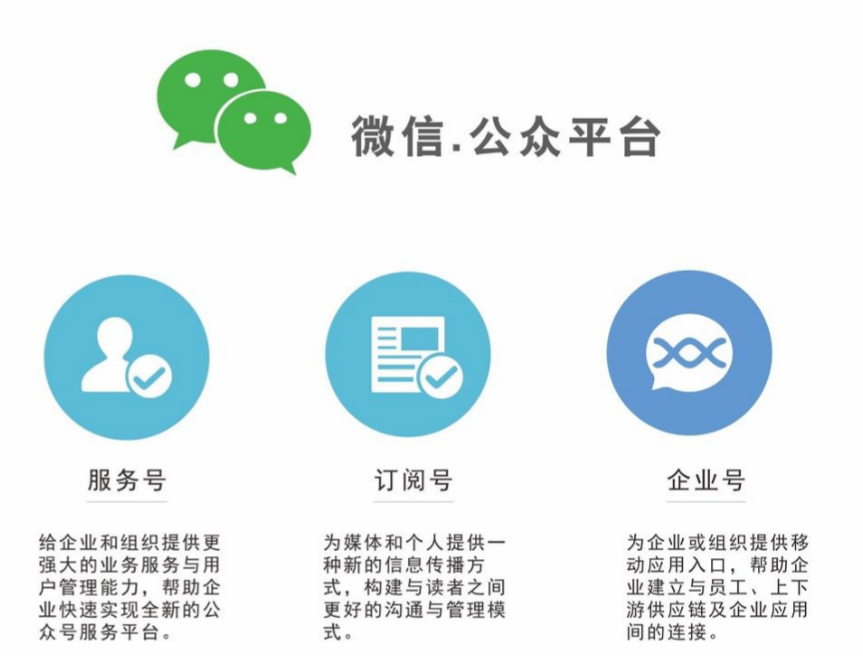 微信.公众平台
服务号
给企业和组织提供更
强大的业务服务与用
户管理能力，帮助企
业快速实现全新的公
众号服务平台。
订阅号
为媒体和个人提供一
种新的信息传播方
式，构建与读者之间
更好的沟通与管理模
式。
企业号
为企业或组织提供移
动应用入口，帮助企
业建立与员工、上下
游供应链及企业应用
间的连接。